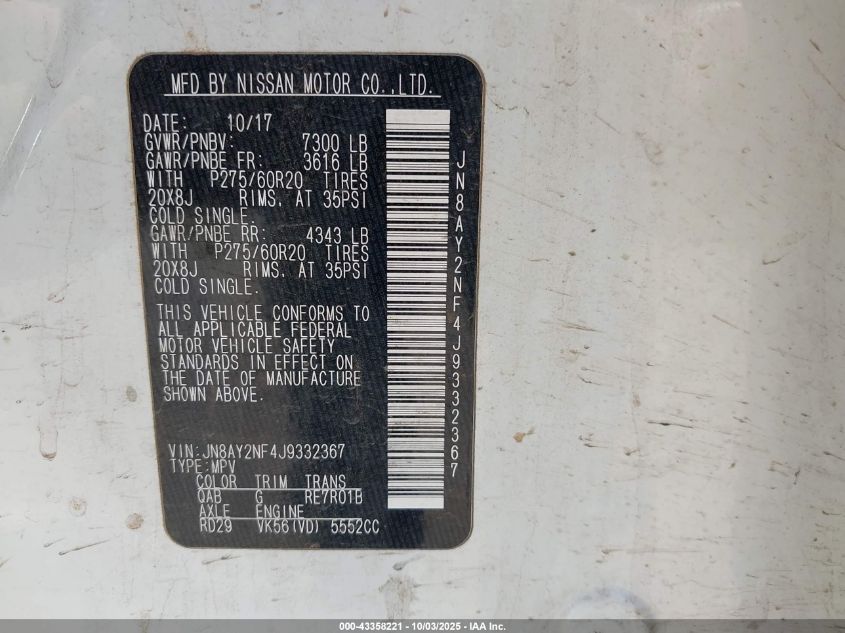 MFD BY NISSAN MOTOR CO.,LTD.
DATE: 10/17
GVWR/PNBV: 7300 LB
GAWR/PNBE FR: 3616 LB
WITH P275/60R20 TIRES
20X8J RIMS. AT 35PSI
COLD SINGLE.
GAWR/PNBE RR: 4343 LB
WITH P275/60R20 TIRES
20X8J RIMS. AT 35PSI
COLD SINGLE.
THIS VEHICLE CONFORMS TO
ALL APPLICABLE FEDERAL
MOTOR VEHICLE SAFETY
STANDARDS IN EFFECT ON
THE DATE OF MANUFACTURE
SHOWN ABOVE.
VIN:JN8AY2NF4J9332367
TYPE:MPV
COLOR TRIM TRANS
QAB G RE7R01B
AXLE ENGINE
RD29 VK56(VD) 5552CC
JN8AY2NF4J9332367
000-43358221 - 10/03/2025 - IAA Inc.